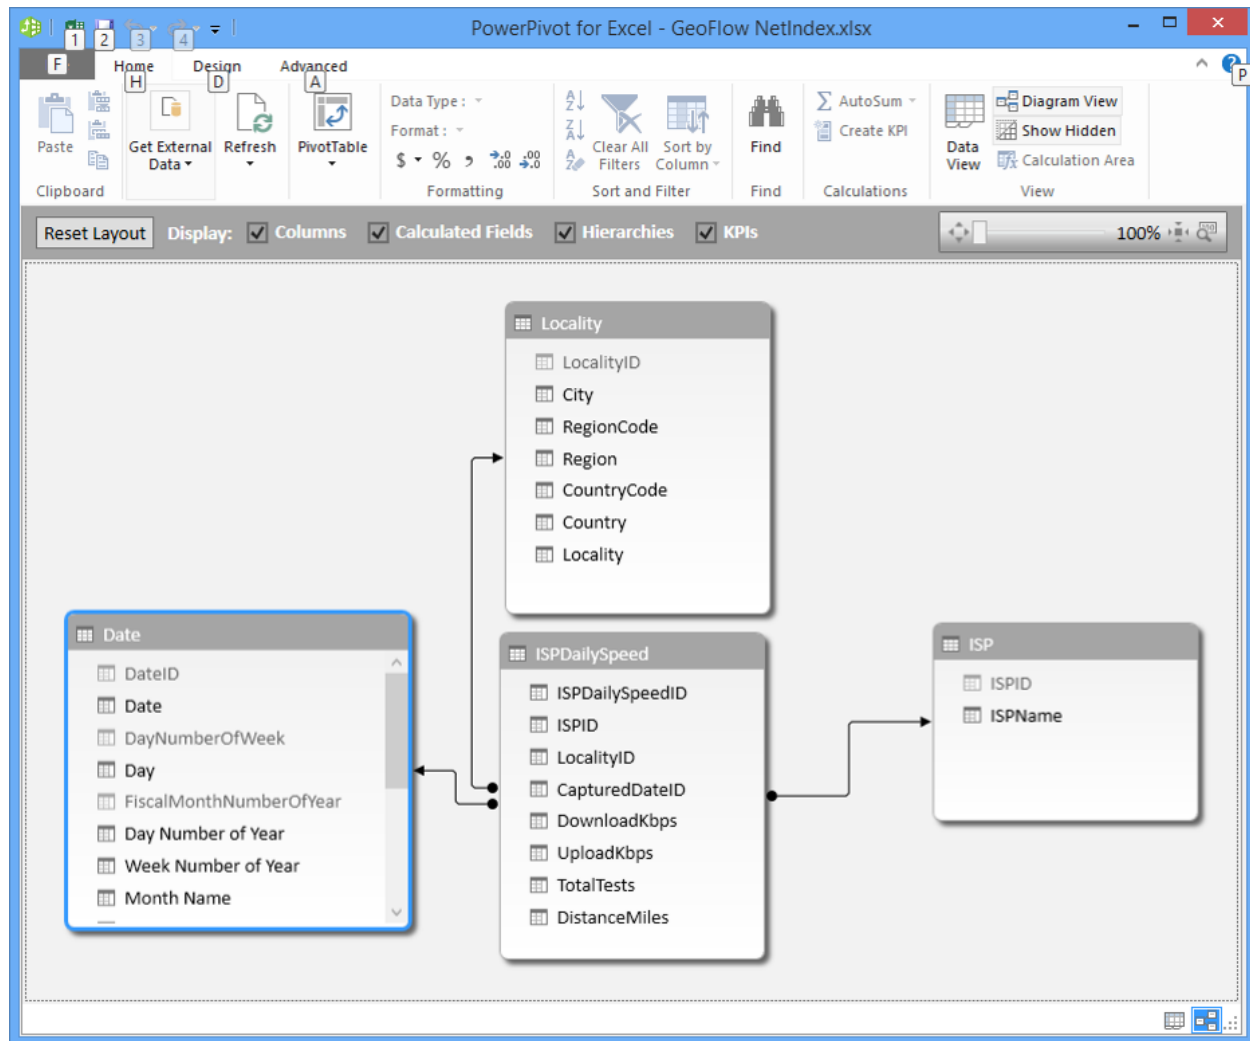 PowerPivot for Excel - GeoFlow NetIndex.xlsx
1 2 3 4
F Home Design Advanced
H D A P
Paste
Get External Data
Refresh
PivotTable
Data Type :
Format :
$ % ,
.0 .00 .00 .0
Clear All Filters
Sort by Column
Find
AutoSum
Create KPI
Data View
Diagram View
Show Hidden
Calculation Area
Clipboard Formatting Sort and Filter Find Calculations View
Reset Layout Display: Columns Calculated Fields Hierarchies KPIs 100%
Locality
LocalityID
City
RegionCode
Region
CountryCode
Country
Locality
Date
DateID
Date
DayNumberOfWeek
Day
FiscalMonthNumberOfYear
Day Number of Year
Week Number of Year
Month Name
ISPDailySpeed
ISPDailySpeedID
ISPID
LocalityID
CapturedDateID
DownloadKbps
UploadKbps
TotalTests
DistanceMiles
ISP
ISPID
ISPName